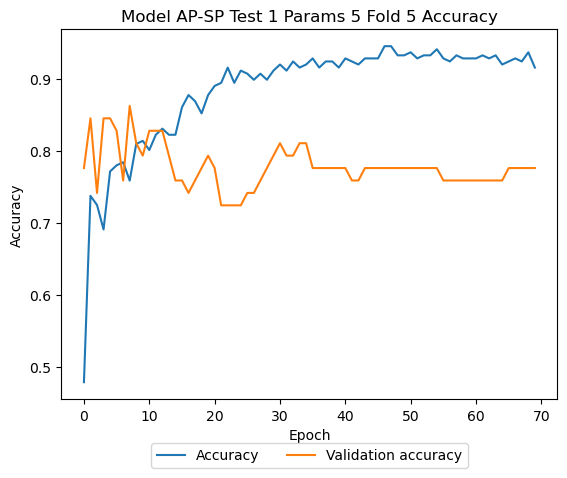 Model AP-SP Test 1 Params 5 Fold 5 Accuracy
Accuracy
0.9
0.8
0.7
0.6
0.5
0 10 20 30 40 50 60 70
Epoch
Accuracy Validation accuracy